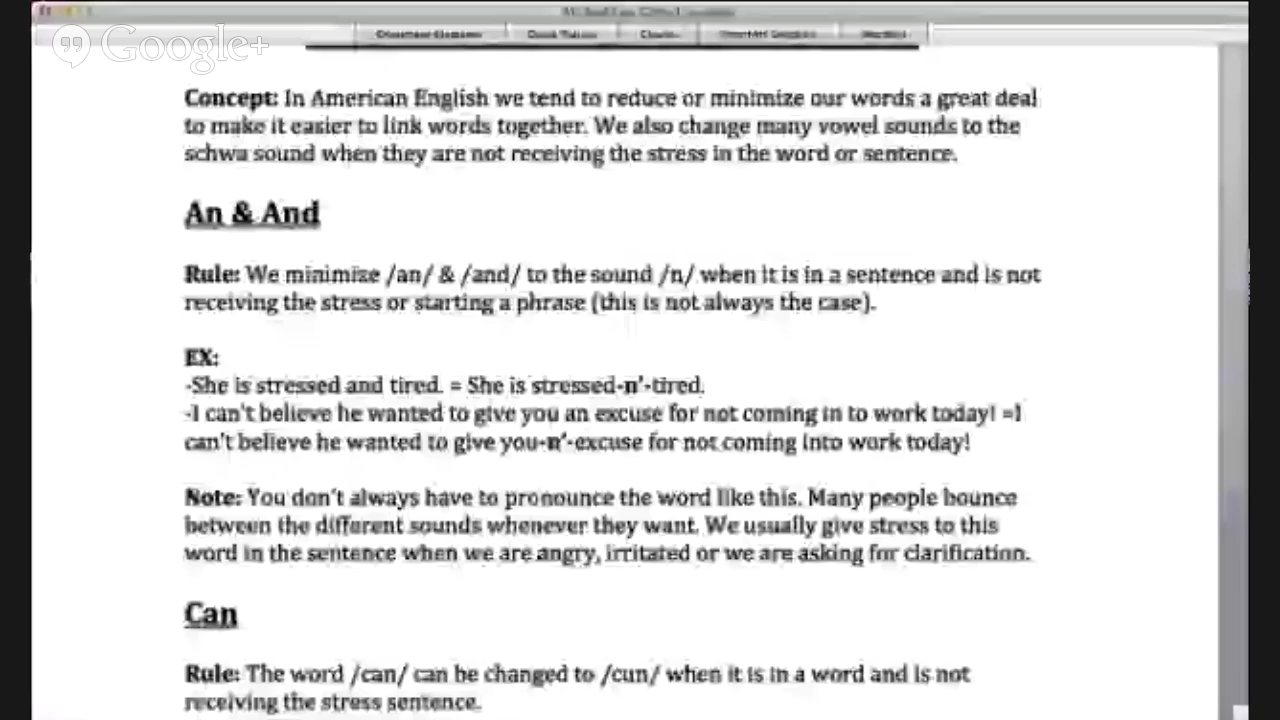 Google+
Document Elements
Charts
SmartArt Graphics
WordArt
Concept: In American English we tend to reduce or minimize our words a great deal
to make it easier to link words together. We also change many vowel sounds to the
schwa sound when they are not receiving the stress in the word or sentence.
An & And
Rule: We minimize /an/ & /and/ to the sound /n/ when it is in a sentence and is not
receiving the stress or starting a phrase (this is not always the case).
EX:
-She is stressed and tired. = She is stressed-n'-tired.
-I can't believe he wanted to give you an excuse for not coming in to work today! =I
can't believe he wanted to give you-n'-excuse for not coming into work today!
Note: You don't always have to pronounce the word like this. Many people bounce
between the different sounds whenever they want. We usually give stress to this
word in the sentence when we are angry, irritated or we are asking for clarification.
Can
Rule: The word /can/ can be changed to /cun/ when it is in a word and is not
receiving the stress sentence.